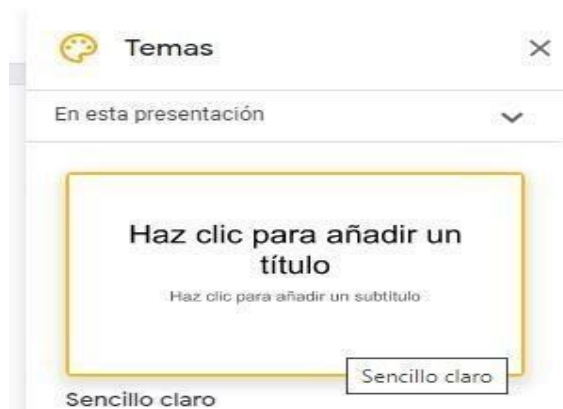 Temas
En esta presentación
Haz clic para añadir un
título
Haz clic para añadir un subtítulo
Sencillo claro
Sencillo claro